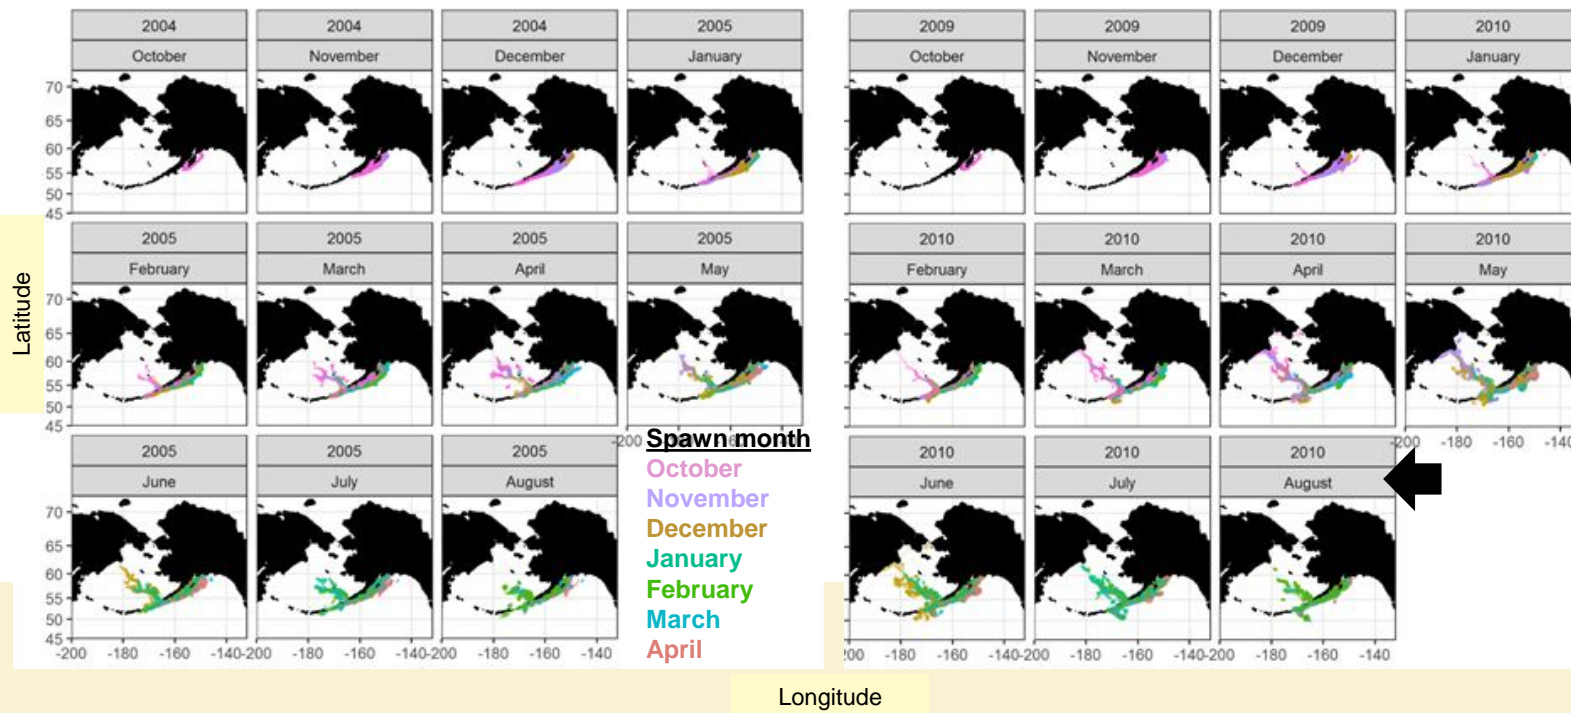 2004 2004 2004 2005
October November December January
70
65
60
55
50
45
2005 2005 2005 2005
February March April May
70
65
60
55
50
45
2005 2005 2005
June July August
70
65
60
55
50
45
-200 -180 -160 -140 -200 -180 -160 -140 -200 -180 -160 -140
Latitude
Spawn month
October
November
December
January
February
March
April
2009 2009 2009 2010
October November December January
2010 2010 2010 2010
February March April May
-200 -180 -160 -140
2010 2010 2010
June July August
-180 -160 -140 -200 -180 -160 -140 -200 -180 -160 -140
Longitude